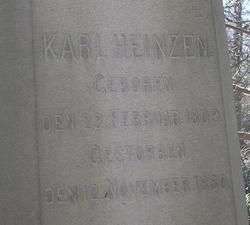 KARL HEINZEN
GEBOREN
DEN 22 FEBRUAR 1809
GESTORBEN
DEN 12 NOVEMBER 1880